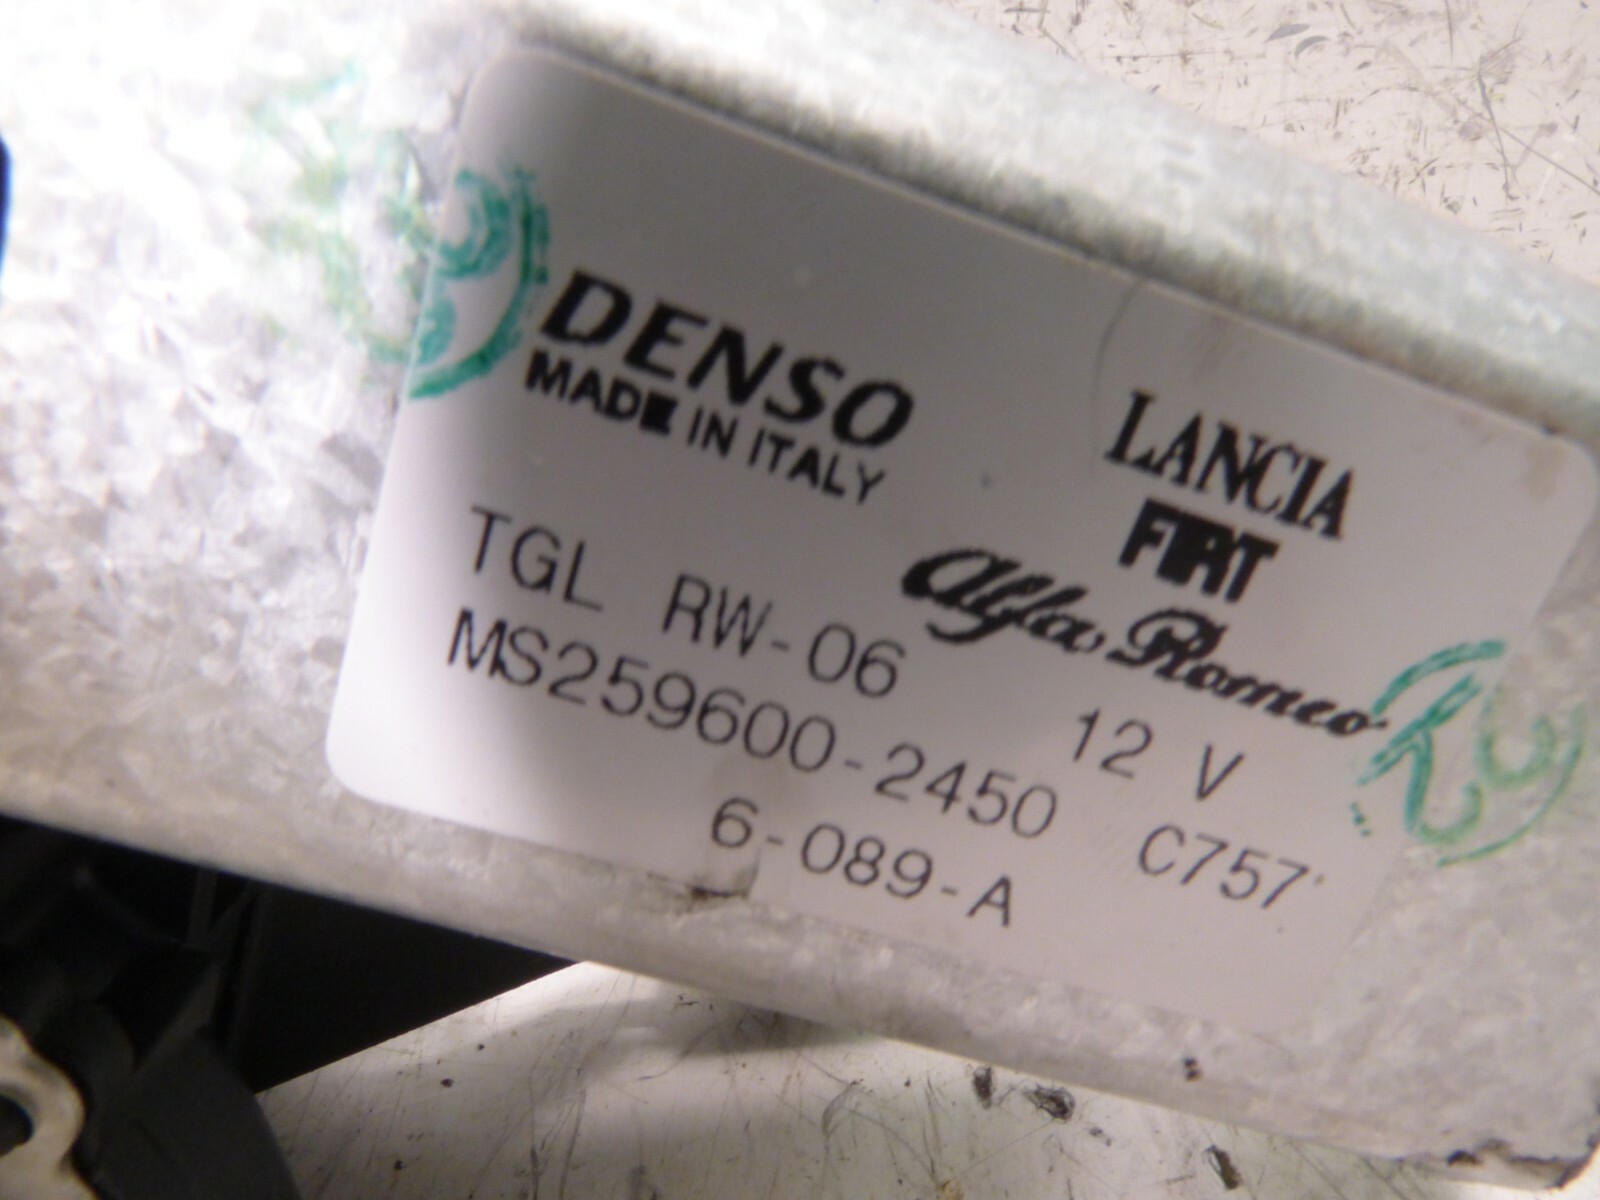 DENSO
MADE IN ITALY
LANCIA
FIAT
Alfa Romeo
TGL RW-06
12 V
MS259600-2450
C757
6-089-A